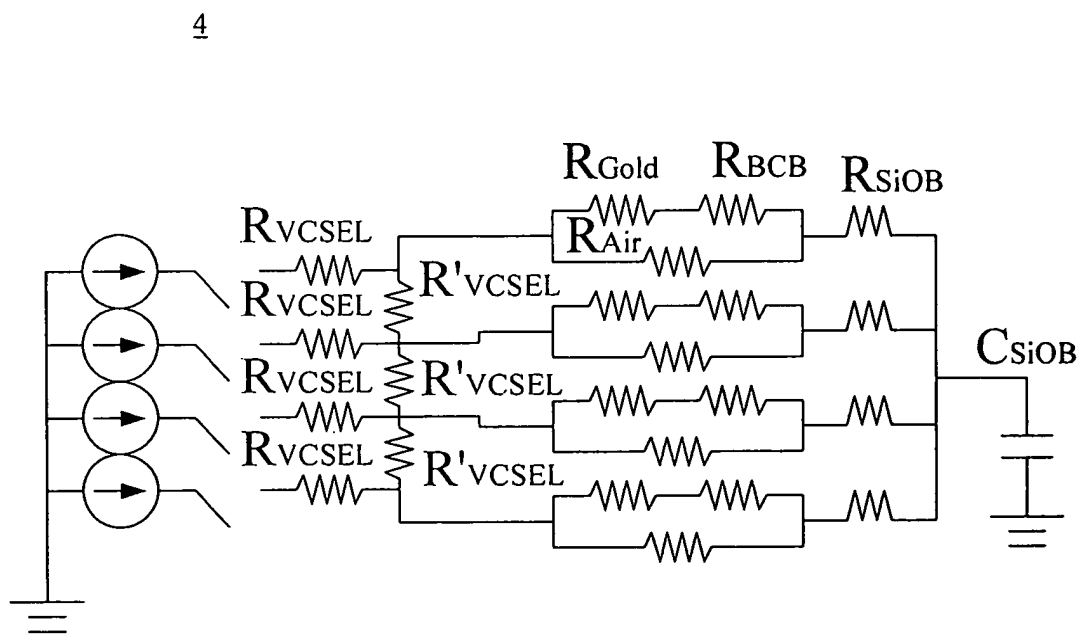 4
RGold RBCB RSiOB
RVCSEL RAir
R'VCSEL
RVCSEL
CSiOB
RVCSEL R'VCSEL
RVCSEL R'VCSEL